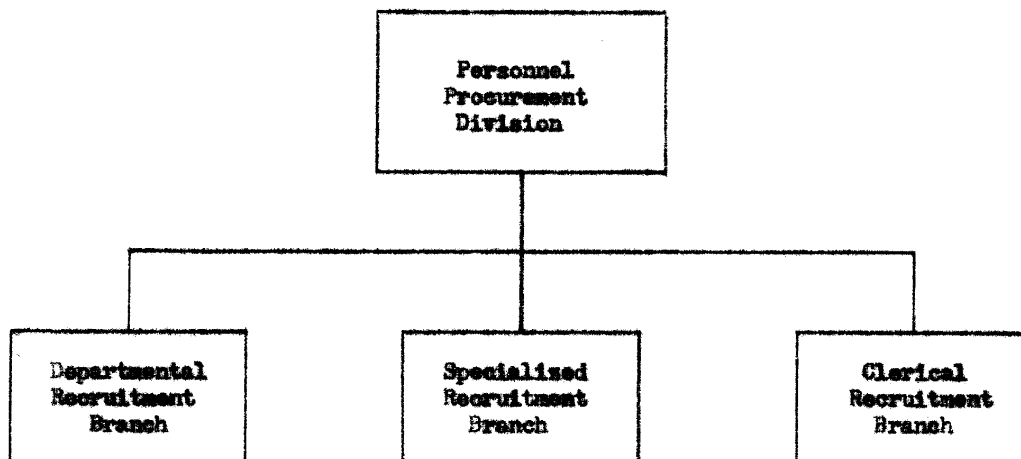 Personnel
Procurement
Division
Departmental
Recruitment
Branch
Specialized
Recruitment
Branch
Clerical
Recruitment
Branch